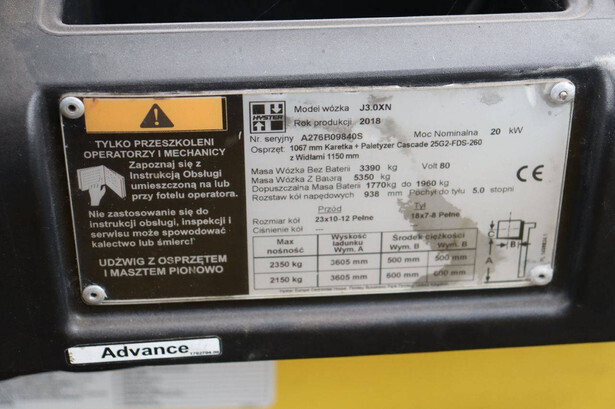 TYLKO PRZESZKOLENI
OPERATORZY I MECHANICY
Zapoznaj się z
Instrukcją Obsługi
umieszczoną na lub
przy fotelu operatora.
Nie zastosowanie się do
instrukcji obsługi, inspekcji i
serwisu może spowodować
kalectwo lub śmierć!
UDŹWIG Z OSPRZĘTEM
I MASZTEM PIONOWO
HYSTER
Model wózka J3.0XN
Rok produkcji 2018
Nr. seryjny A276B09840S Moc Nominalna 20 kW
Osprzęt: 1067 mm Karetka + Paletyzer Cascade 25G2-FDS-260
z Widłami 1150 mm
Masa Wózka Bez Baterii 3390 kg Volt 80
Masa Wózka Z Baterią 5350 kg
Dopuszczalna Masa Baterii 1770kg do 1960 kg
Rozstaw kół napędowych 938 mm Pochył do tyłu 5.0 stopni
Przód Tył
Rozmiar kół 23x10-12 Pełne 18x7-8 Pełne
Ciśnienie kół —
Max nośność Wysokość ładunku Wym. A Środek ciężkości Wym. B Wym. B
2350 kg 3605 mm 500 mm 500 mm
2150 kg 3605 mm 600 mm 600 mm
C
B
A
CE
Advance